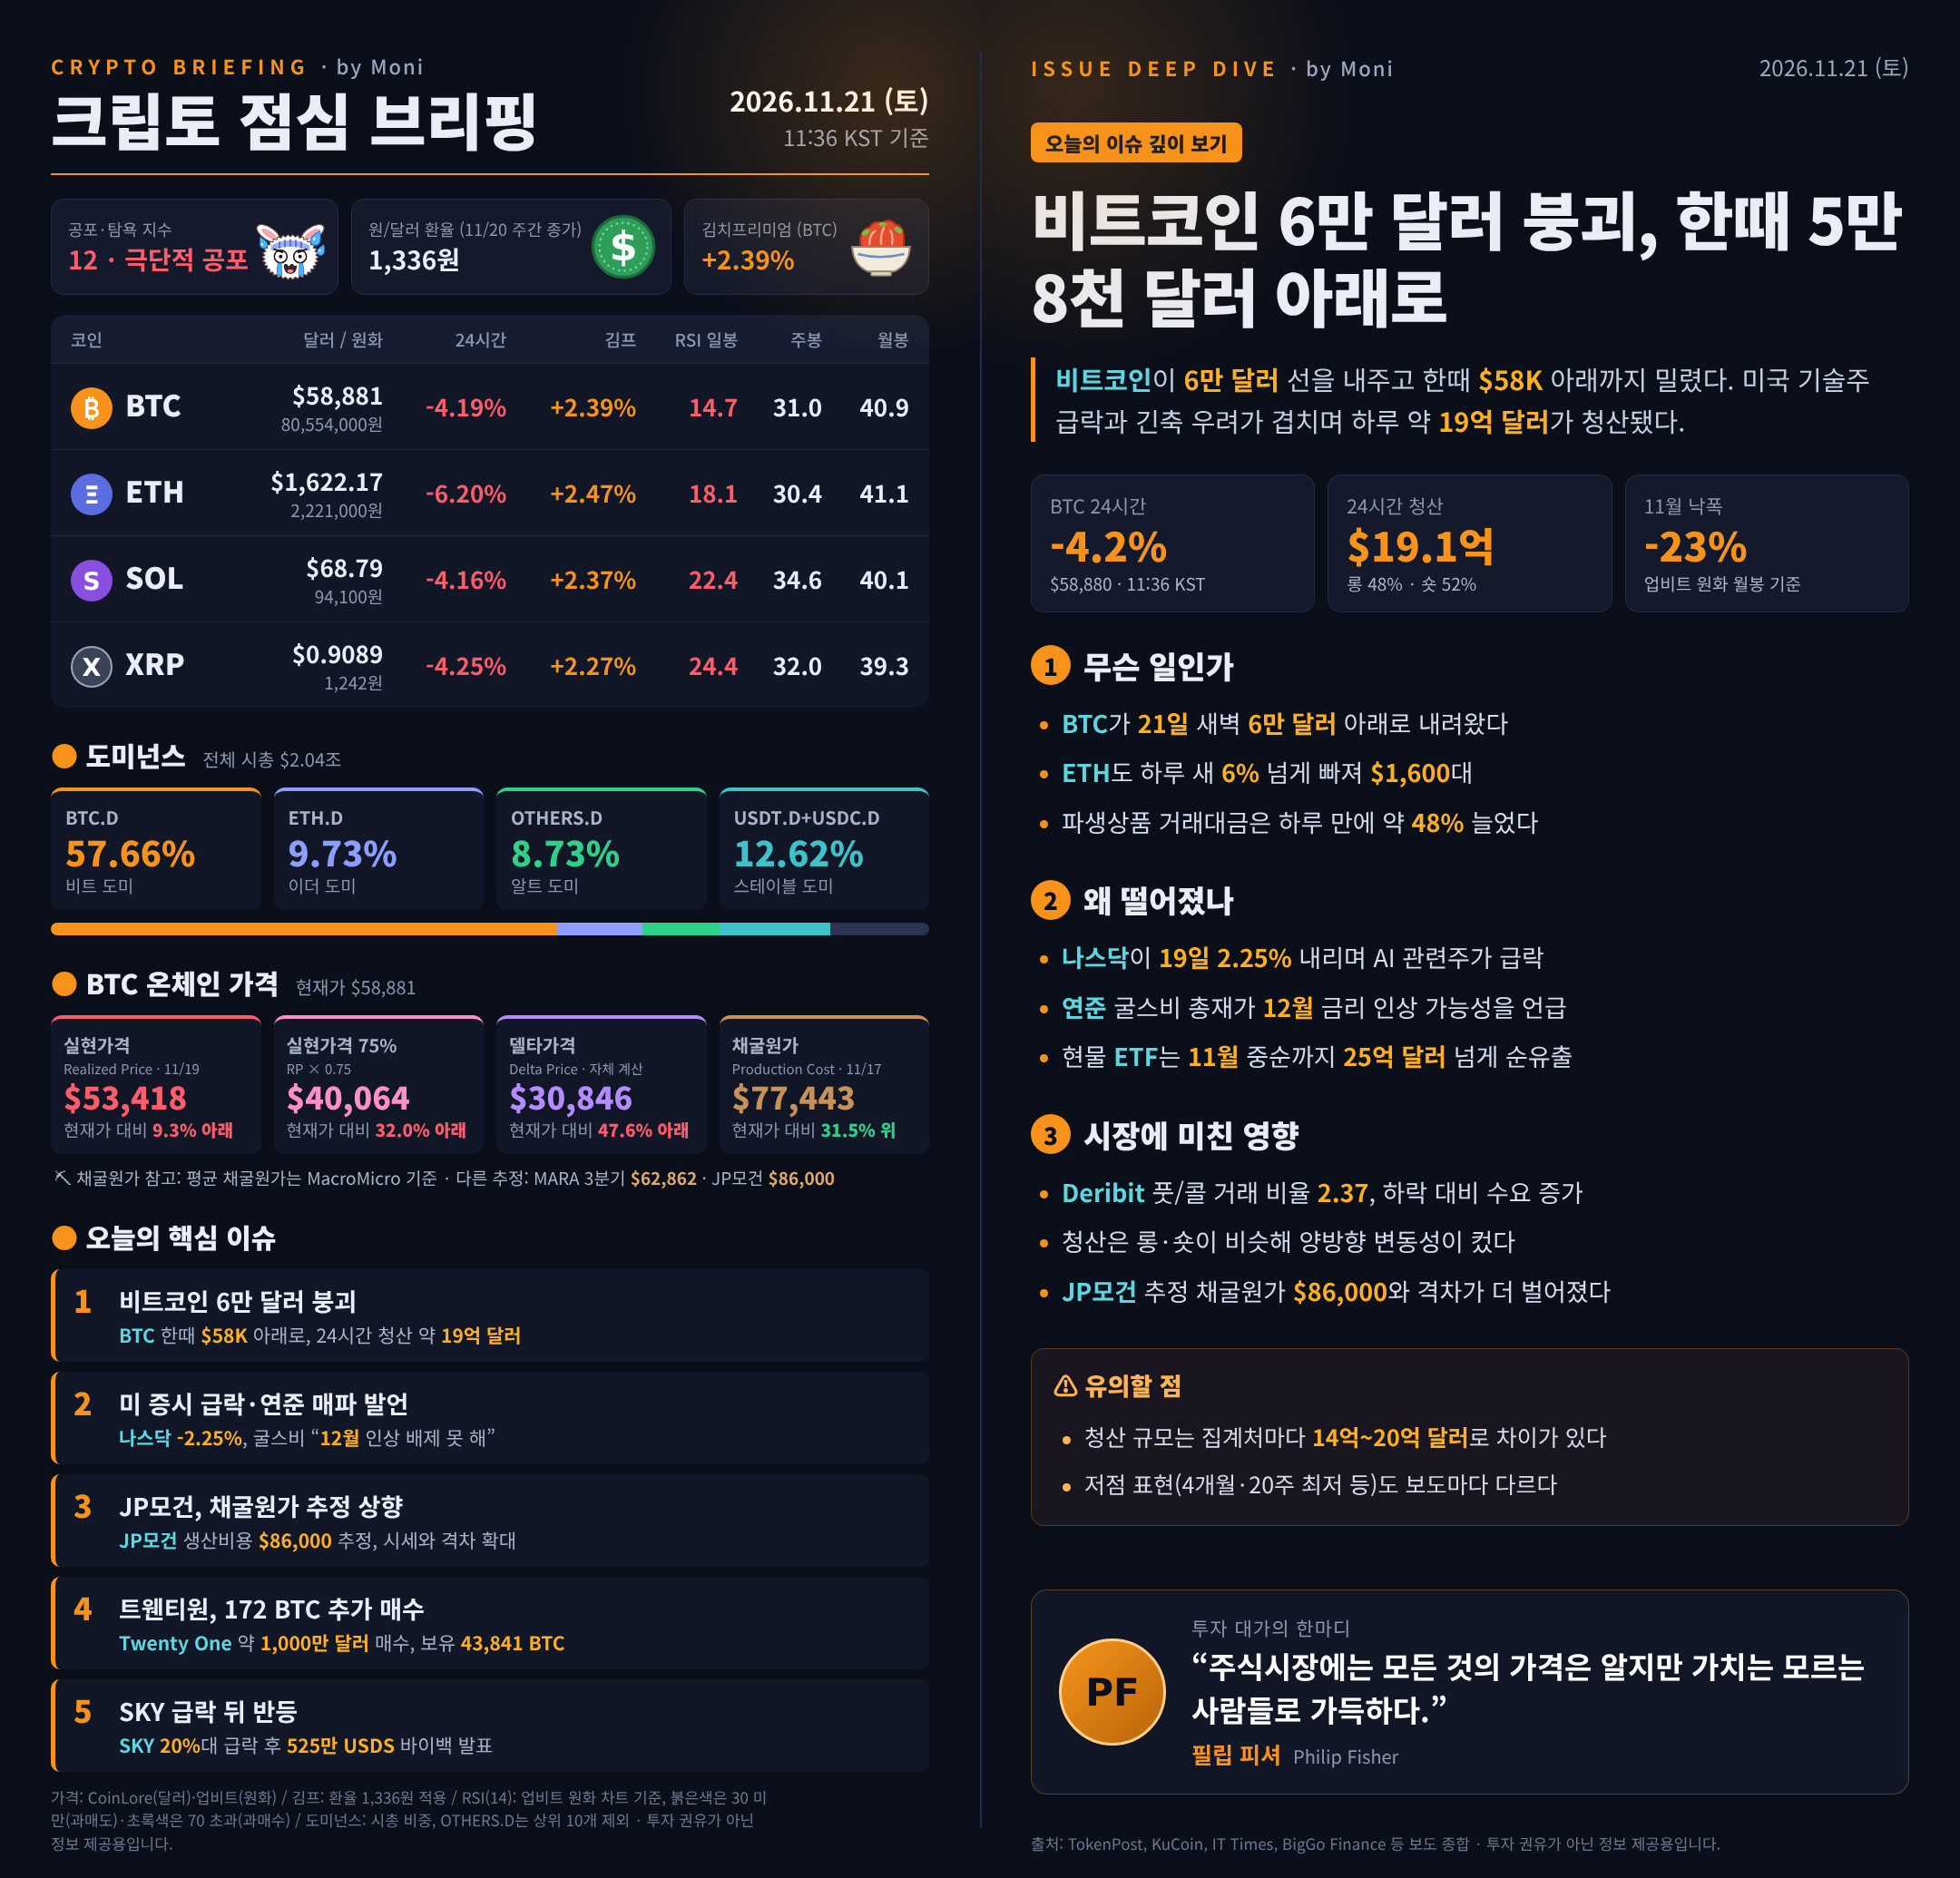 CRYPTO BRIEFING · by Moni
크립토 점심 브리핑
2026.11.21 (토)
11:36 KST 기준
공포·탐욕 지수
12 · 극단적 공포
원/달러 환율 (11/20 주간 종가)
1,336원
$
김치프리미엄 (BTC)
+2.39%
코인 달러 / 원화 24시간 김프 RSI 일봉 주봉 월봉
₿ BTC $58,881 -4.19% +2.39% 14.7 31.0 40.9
80,554,000원
Ξ ETH $1,622.17 -6.20% +2.47% 18.1 30.4 41.1
2,221,000원
S SOL $68.79 -4.16% +2.37% 22.4 34.6 40.1
94,100원
X XRP $0.9089 -4.25% +2.27% 24.4 32.0 39.3
1,242원
도미넌스 전체 시총 $2.04조
BTC.D
57.66%
비트 도미
ETH.D
9.73%
이더 도미
OTHERS.D
8.73%
알트 도미
USDT.D+USDC.D
12.62%
스테이블 도미
BTC 온체인 가격 현재가 $58,881
실현가격
Realized Price · 11/19
$53,418
현재가 대비 9.3% 아래
실현가격 75%
RP × 0.75
$40,064
현재가 대비 32.0% 아래
델타가격
Delta Price · 자체 계산
$30,846
현재가 대비 47.6% 아래
채굴원가
Production Cost · 11/17
$77,443
현재가 대비 31.5% 위
⛏ 채굴원가 참고: 평균 채굴원가는 MacroMicro 기준 · 다른 추정: MARA 3분기 $62,862 · JP모건 $86,000
오늘의 핵심 이슈
1 비트코인 6만 달러 붕괴
BTC 한때 $58K 아래로, 24시간 청산 약 19억 달러
2 미 증시 급락·연준 매파 발언
나스닥 -2.25%, 굴스비 “12월 인상 배제 못 해”
3 JP모건, 채굴원가 추정 상향
JP모건 생산비용 $86,000 추정, 시세와 격차 확대
4 트웬티원, 172 BTC 추가 매수
Twenty One 약 1,000만 달러 매수, 보유 43,841 BTC
5 SKY 급락 뒤 반등
SKY 20%대 급락 후 525만 USDS 바이백 발표
가격: CoinLore(달러)·업비트(원화) / 김프: 환율 1,336원 적용 / RSI(14): 업비트 원화 차트 기준, 붉은색은 30 미
만(과매도)·초록색은 70 초과(과매수) / 도미넌스: 시총 비중, OTHERS.D는 상위 10개 제외 · 투자 권유가 아닌
정보 제공용입니다.
ISSUE DEEP DIVE · by Moni
2026.11.21 (토)
오늘의 이슈 깊이 보기
비트코인 6만 달러 붕괴, 한때 5만
8천 달러 아래로
비트코인이 6만 달러 선을 내주고 한때 $58K 아래까지 밀렸다. 미국 기술주
급락과 긴축 우려가 겹치며 하루 약 19억 달러가 청산됐다.
BTC 24시간
-4.2%
$58,880 · 11:36 KST
24시간 청산
$19.1억
롱 48% · 숏 52%
11월 낙폭
-23%
업비트 원화 월봉 기준
1 무슨 일인가
• BTC가 21일 새벽 6만 달러 아래로 내려왔다
• ETH도 하루 새 6% 넘게 빠져 $1,600대
• 파생상품 거래대금은 하루 만에 약 48% 늘었다
2 왜 떨어졌나
• 나스닥이 19일 2.25% 내리며 AI 관련주가 급락
• 연준 굴스비 총재가 12월 금리 인상 가능성을 언급
• 현물 ETF는 11월 중순까지 25억 달러 넘게 순유출
3 시장에 미친 영향
• Deribit 풋/콜 거래 비율 2.37, 하락 대비 수요 증가
• 청산은 롱·숏이 비슷해 양방향 변동성이 컸다
• JP모건 추정 채굴원가 $86,000와 격차가 더 벌어졌다
⚠ 유의할 점
• 청산 규모는 집계처마다 14억~20억 달러로 차이가 있다
• 저점 표현(4개월·20주 최저 등)도 보도마다 다르다
PF
투자 대가의 한마디
“주식시장에는 모든 것의 가격은 알지만 가치는 모르는
사람들로 가득하다.”
필립 피셔 Philip Fisher
출처: TokenPost, KuCoin, IT Times, BigGo Finance 등 보도 종합 · 투자 권유가 아닌 정보 제공용입니다.